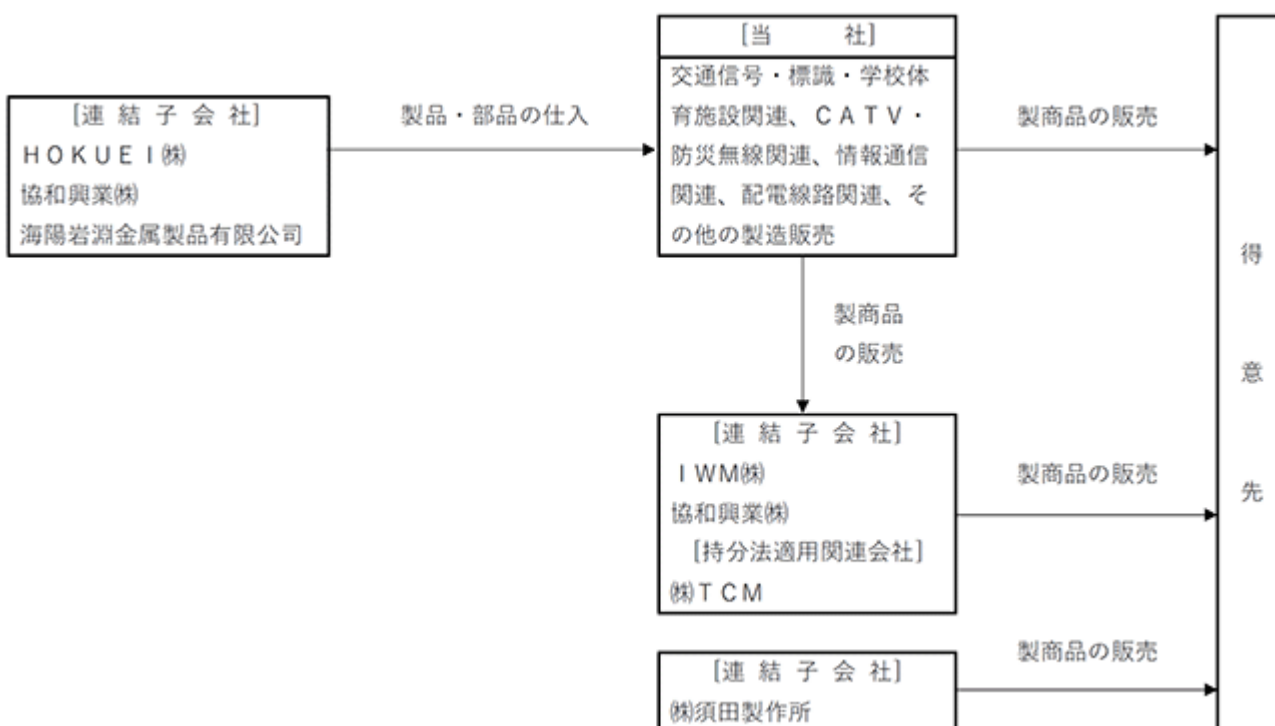 [連結子会社]
HOKUEI㈱
協和興業㈱
海陽岩淵金属製品有限公司
製品・部品の仕入
[当　　社]
交通信号・標識・学校体
育施設関連、CATV・
防災無線関連、情報通信
関連、配電線路関連、そ
の他の製造販売
製商品の販売
製商品
の販売
[連結子会社]
IWM㈱
協和興業㈱
[持分法適用関連会社]
㈱TCM
製商品の販売
[連結子会社]
㈱須田製作所
製商品の販売
得
意
先